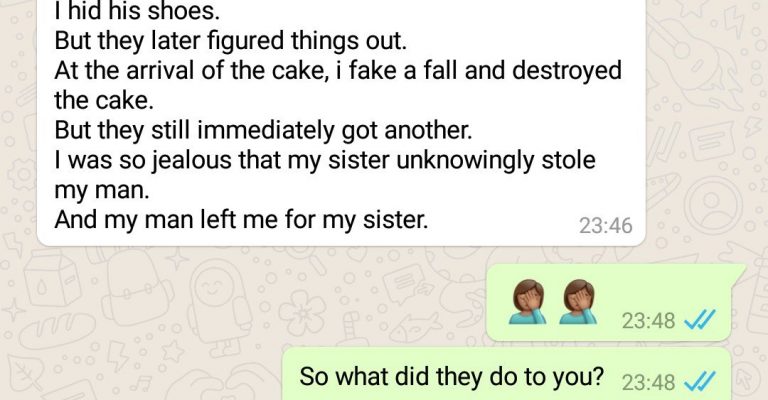 I hid his shoes.
But they later figured things out.
At the arrival of the cake, i fake a fall and destroyed
the cake.
But they still immediately got another.
I was so jealous that my sister unknowingly stole
my man.
And my man left me for my sister.
23:46
🤦🏽‍♀️🤦🏽‍♀️ 23:48
So what did they do to you? 23:48